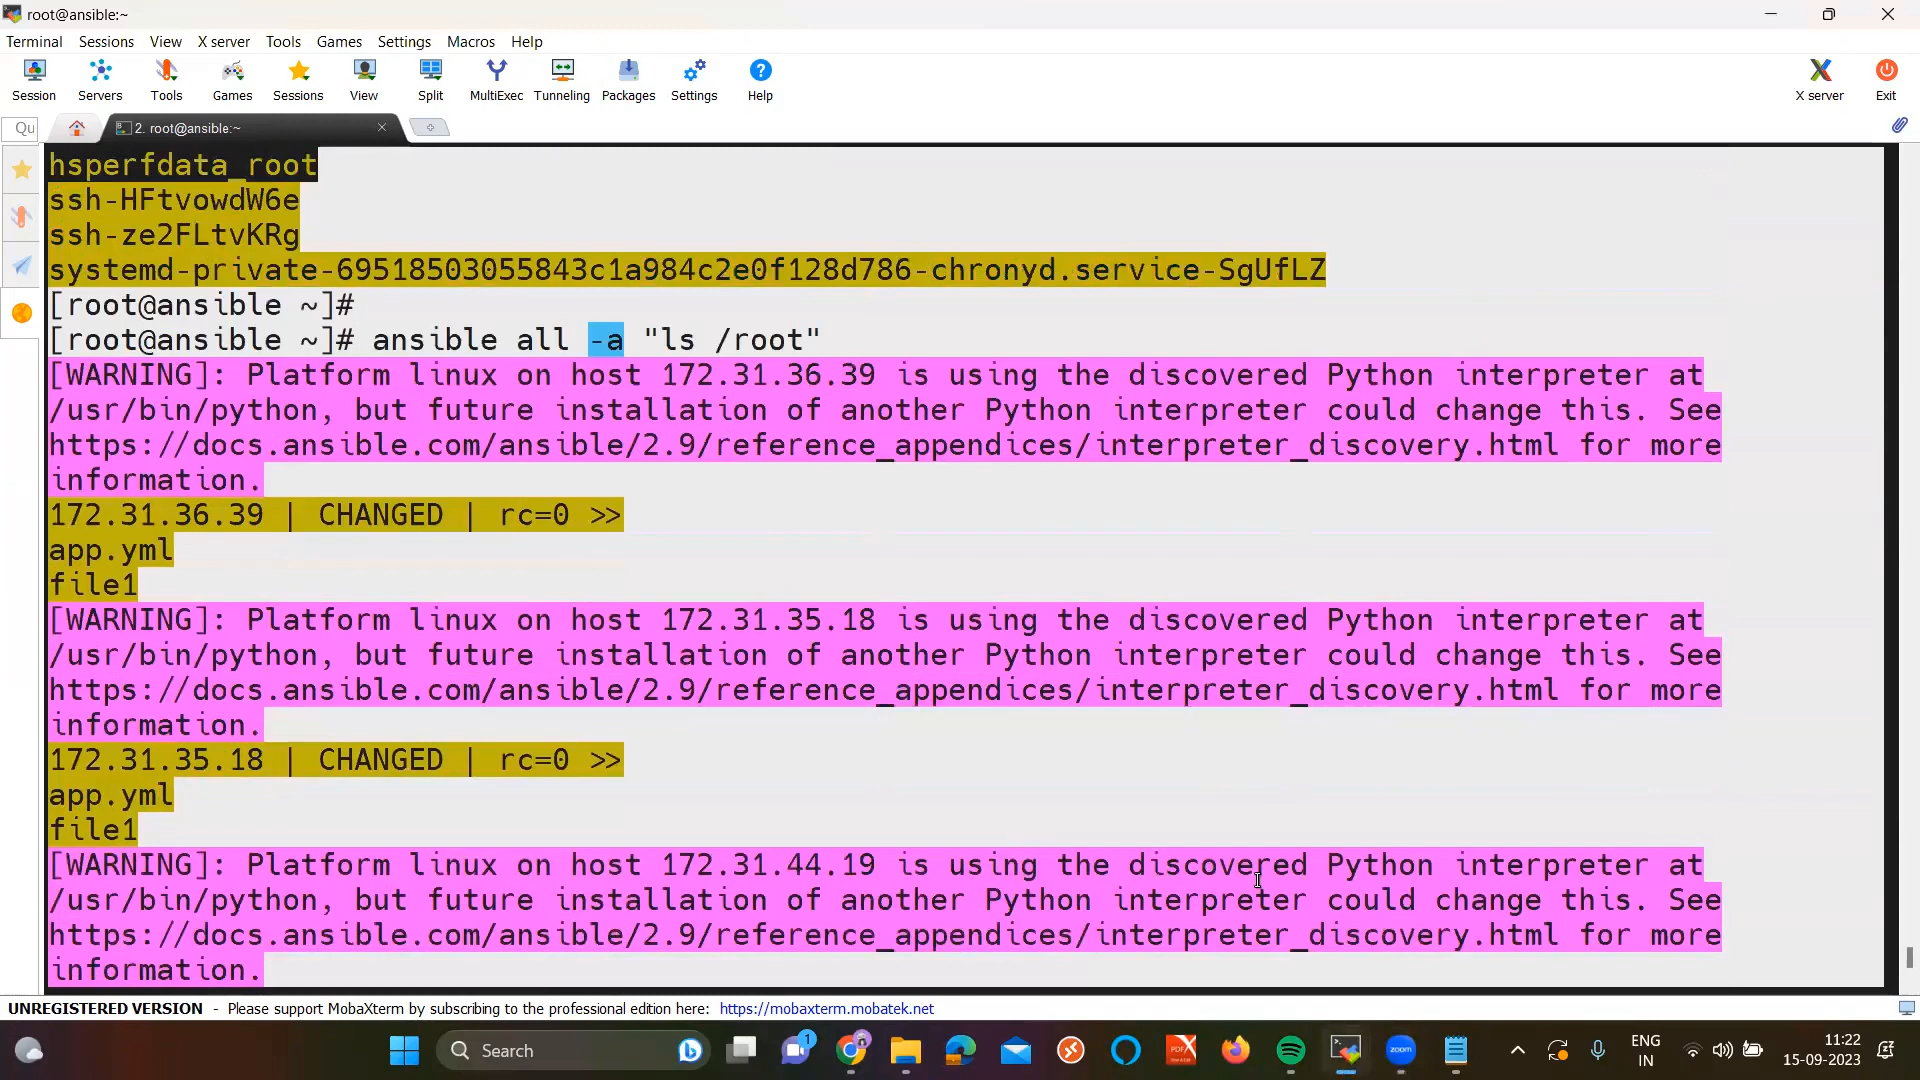 root@ansible:~
Terminal Sessions View X server Tools Games Settings Macros Help
Session Servers Tools Games Sessions View Split MultiExec Tunneling Packages Settings Help X server Exit
Qu 2. root@ansible:~
hsperfdata_root
ssh-HFtvowdW6e
ssh-ze2FLtvKRg
systemd-private-69518503055843c1a984c2e0f128d786-chronyd.service-SgUfLZ
[root@ansible ~]#
[root@ansible ~]# ansible all -a "ls /root"
[WARNING]: Platform linux on host 172.31.36.39 is using the discovered Python interpreter at
/usr/bin/python, but future installation of another Python interpreter could change this. See
https://docs.ansible.com/ansible/2.9/reference_appendices/interpreter_discovery.html for more
information.
172.31.36.39 | CHANGED | rc=0 >>
app.yml
file1
[WARNING]: Platform linux on host 172.31.35.18 is using the discovered Python interpreter at
/usr/bin/python, but future installation of another Python interpreter could change this. See
https://docs.ansible.com/ansible/2.9/reference_appendices/interpreter_discovery.html for more
information.
172.31.35.18 | CHANGED | rc=0 >>
app.yml
file1
[WARNING]: Platform linux on host 172.31.44.19 is using the discovered Python interpreter at
/usr/bin/python, but future installation of another Python interpreter could change this. See
https://docs.ansible.com/ansible/2.9/reference_appendices/interpreter_discovery.html for more
information.
UNREGISTERED VERSION - Please support MobaXterm by subscribing to the professional edition here: https://mobaxterm.mobatek.net
Search 1 zoom ENG 11:22
IN 15-09-2023